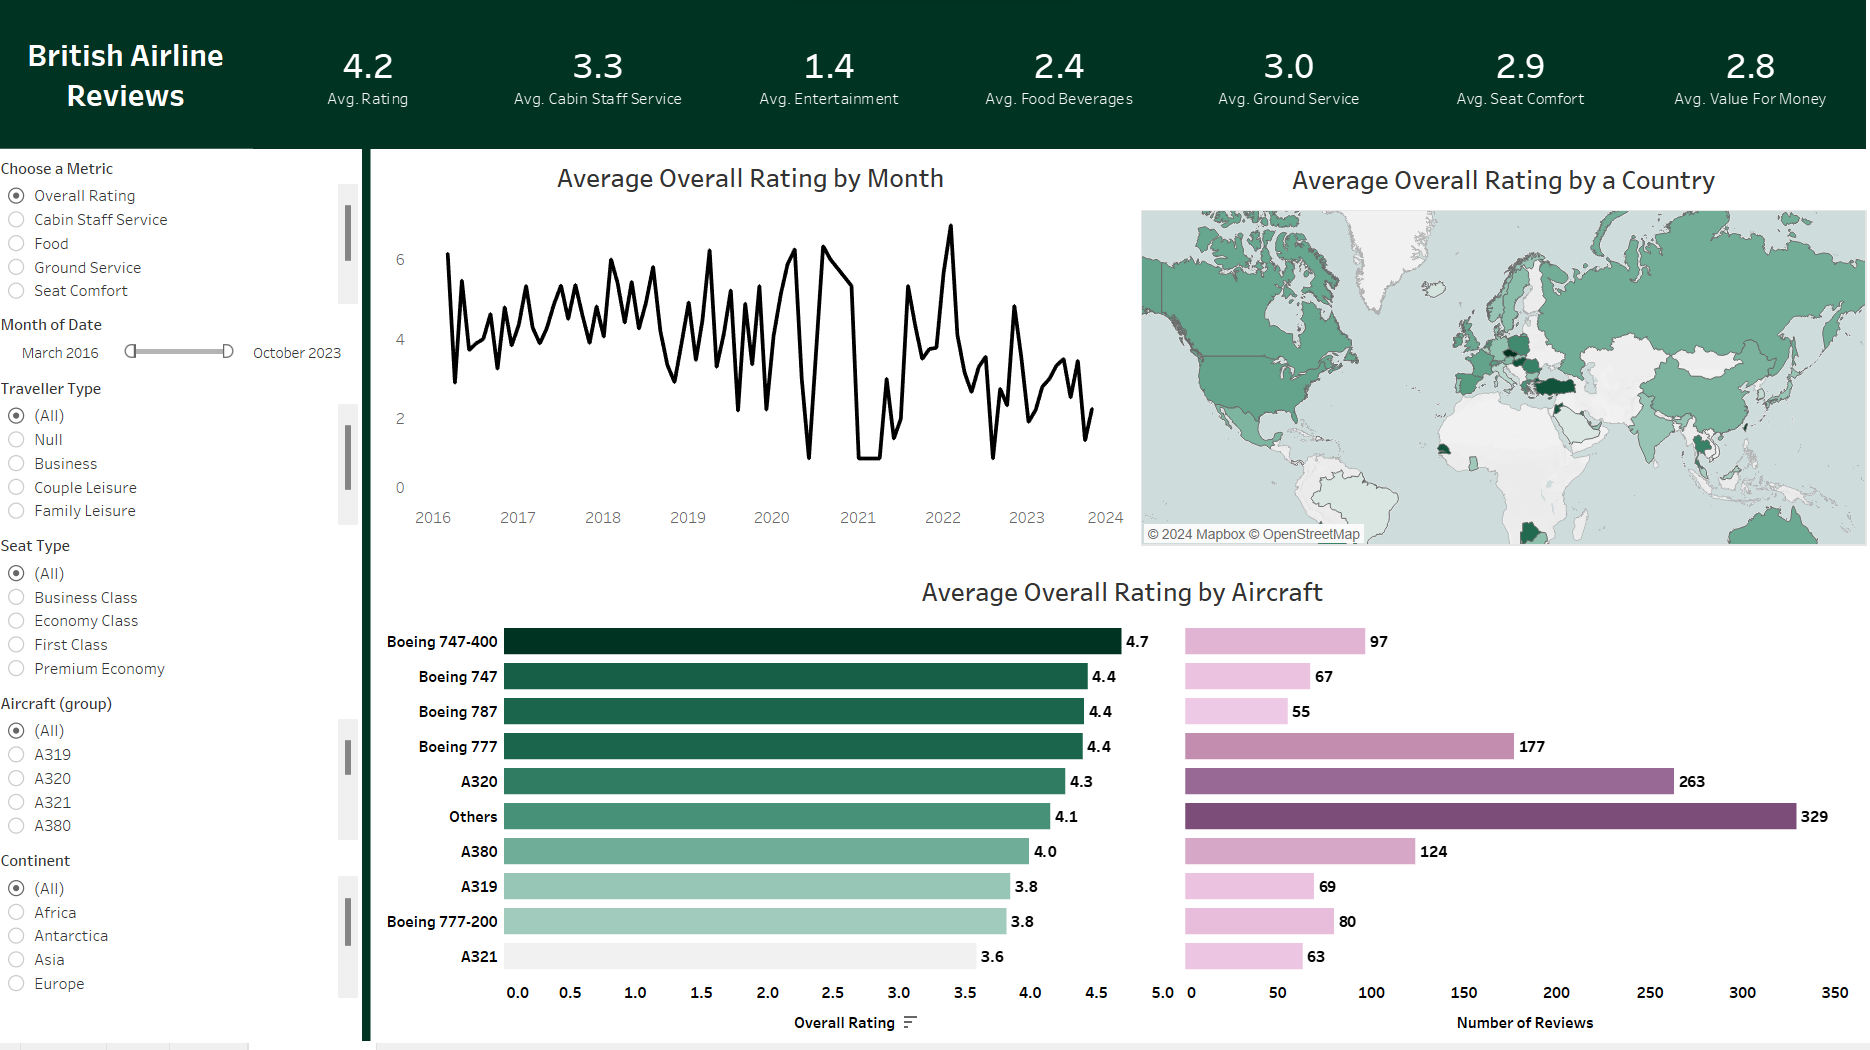 British Airline
Reviews
4.2
Avg. Rating
3.3
Avg. Cabin Staff Service
1.4
Avg. Entertainment
2.4
Avg. Food Beverages
3.0
Avg. Ground Service
2.9
Avg. Seat Comfort
2.8
Avg. Value For Money
Choose a Metric
Overall Rating
Cabin Staff Service
Food
Ground Service
Seat Comfort
Month of Date
March 2016
October 2023
Traveller Type
(All)
Null
Business
Couple Leisure
Family Leisure
Seat Type
(All)
Business Class
Economy Class
First Class
Premium Economy
Aircraft (group)
(All)
A319
A320
A321
A380
Continent
(All)
Africa
Antarctica
Asia
Europe
Average Overall Rating by Month
6
4
2
0
2016 2017 2018 2019 2020 2021 2022 2023 2024
Average Overall Rating by a Country
© 2024 Mapbox © OpenStreetMap
Average Overall Rating by Aircraft
Boeing 747-400 4.7 97
Boeing 747 4.4 67
Boeing 787 4.4 55
Boeing 777 4.4 177
A320 4.3 263
Others 4.1 329
A380 4.0 124
A319 3.8 69
Boeing 777-200 3.8 80
A321 3.6 63
0.0 0.5 1.0 1.5 2.0 2.5 3.0 3.5 4.0 4.5 5.0
0 50 100 150 200 250 300 350
Overall Rating
Number of Reviews